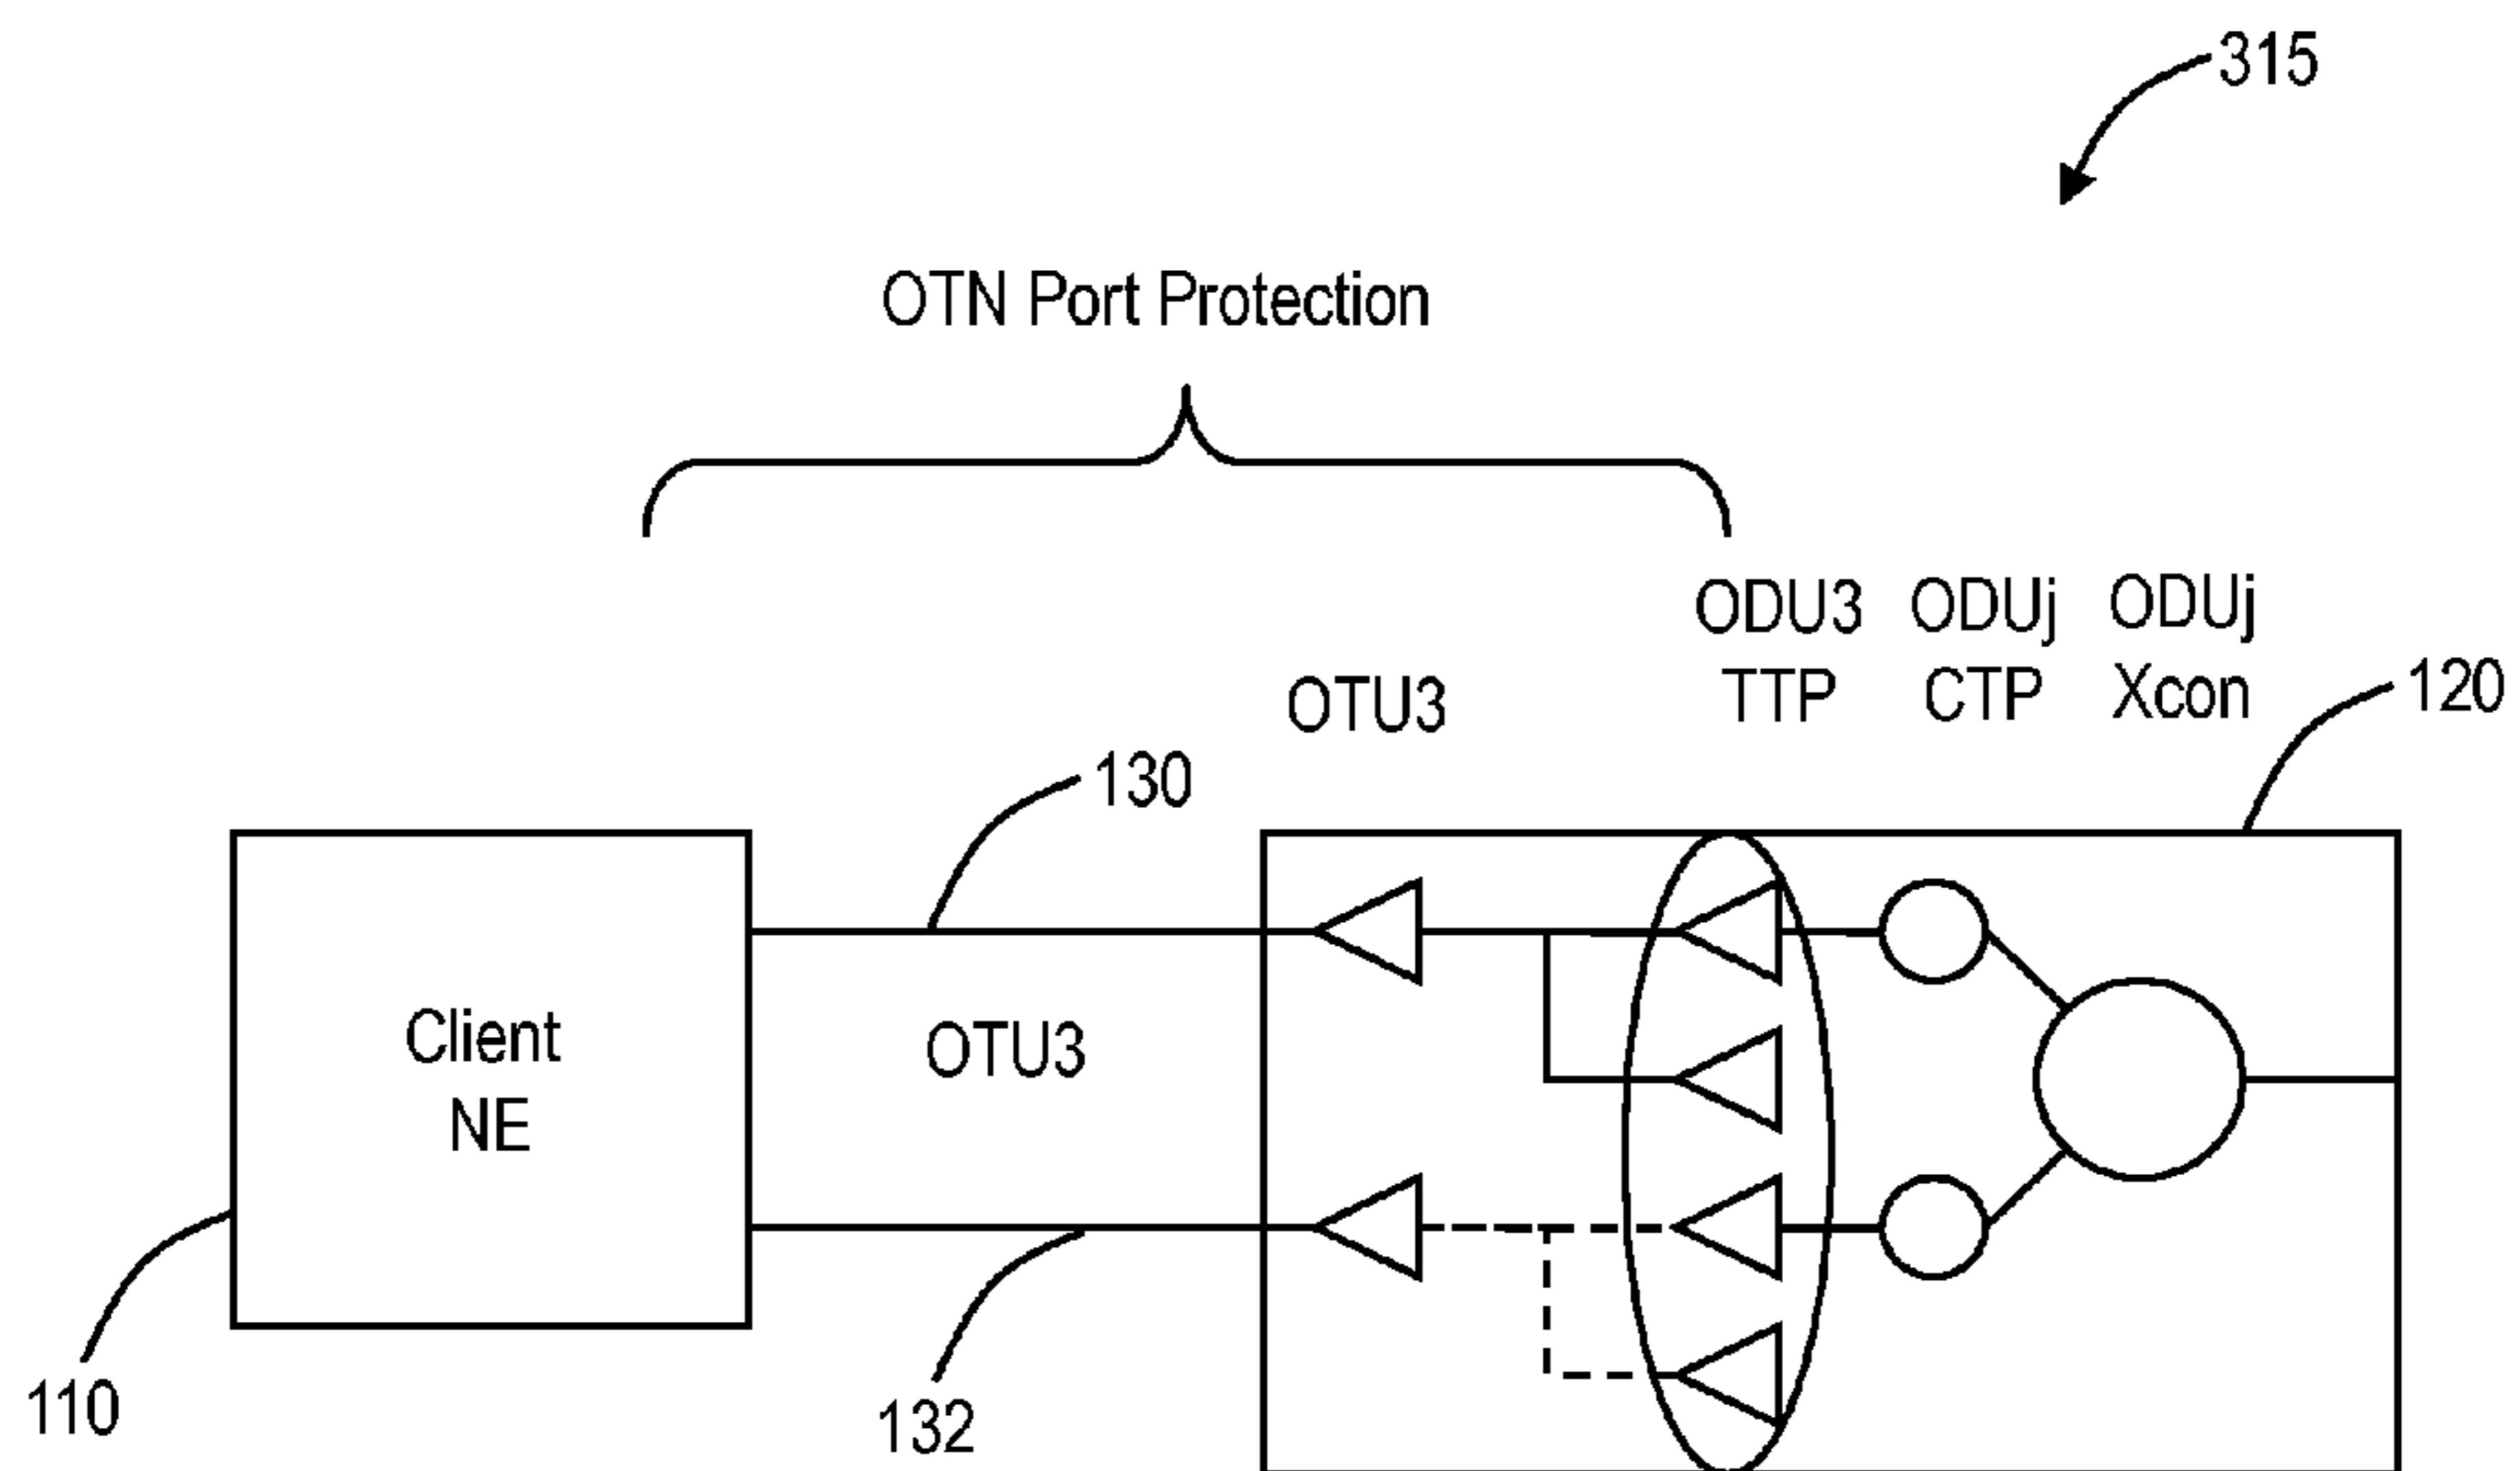 315
OTN Port Protection
ODU3 ODUj ODUj
TTP CTP Xcon
OTU3
120
130
Client
NE
OTU3
110
132